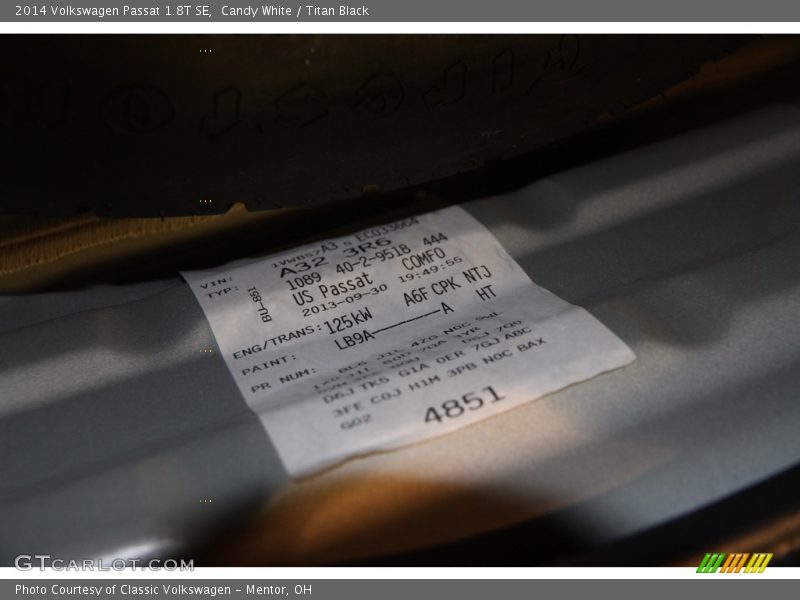 2014 Volkswagen Passat 1.8T SE, Candy White / Titan Black
VIN: 1VWBS7A3
TYP: A32 3R6
1089 40-2-9518 444
BU-851 US Passat COMFO
2013-09-30 19:49:55
ENG/TRANS: 125kW A6F CPK NTJ
PAINT: LB9A——————A HT
PR NUM:
D6J TK5 G1A 0ER 7GJ ABC
3FE C0J H1M 3PB N0C 8AX
G02
4851
GTCARLOT.COM
Photo Courtesy of Classic Volkswagen - Mentor, OH